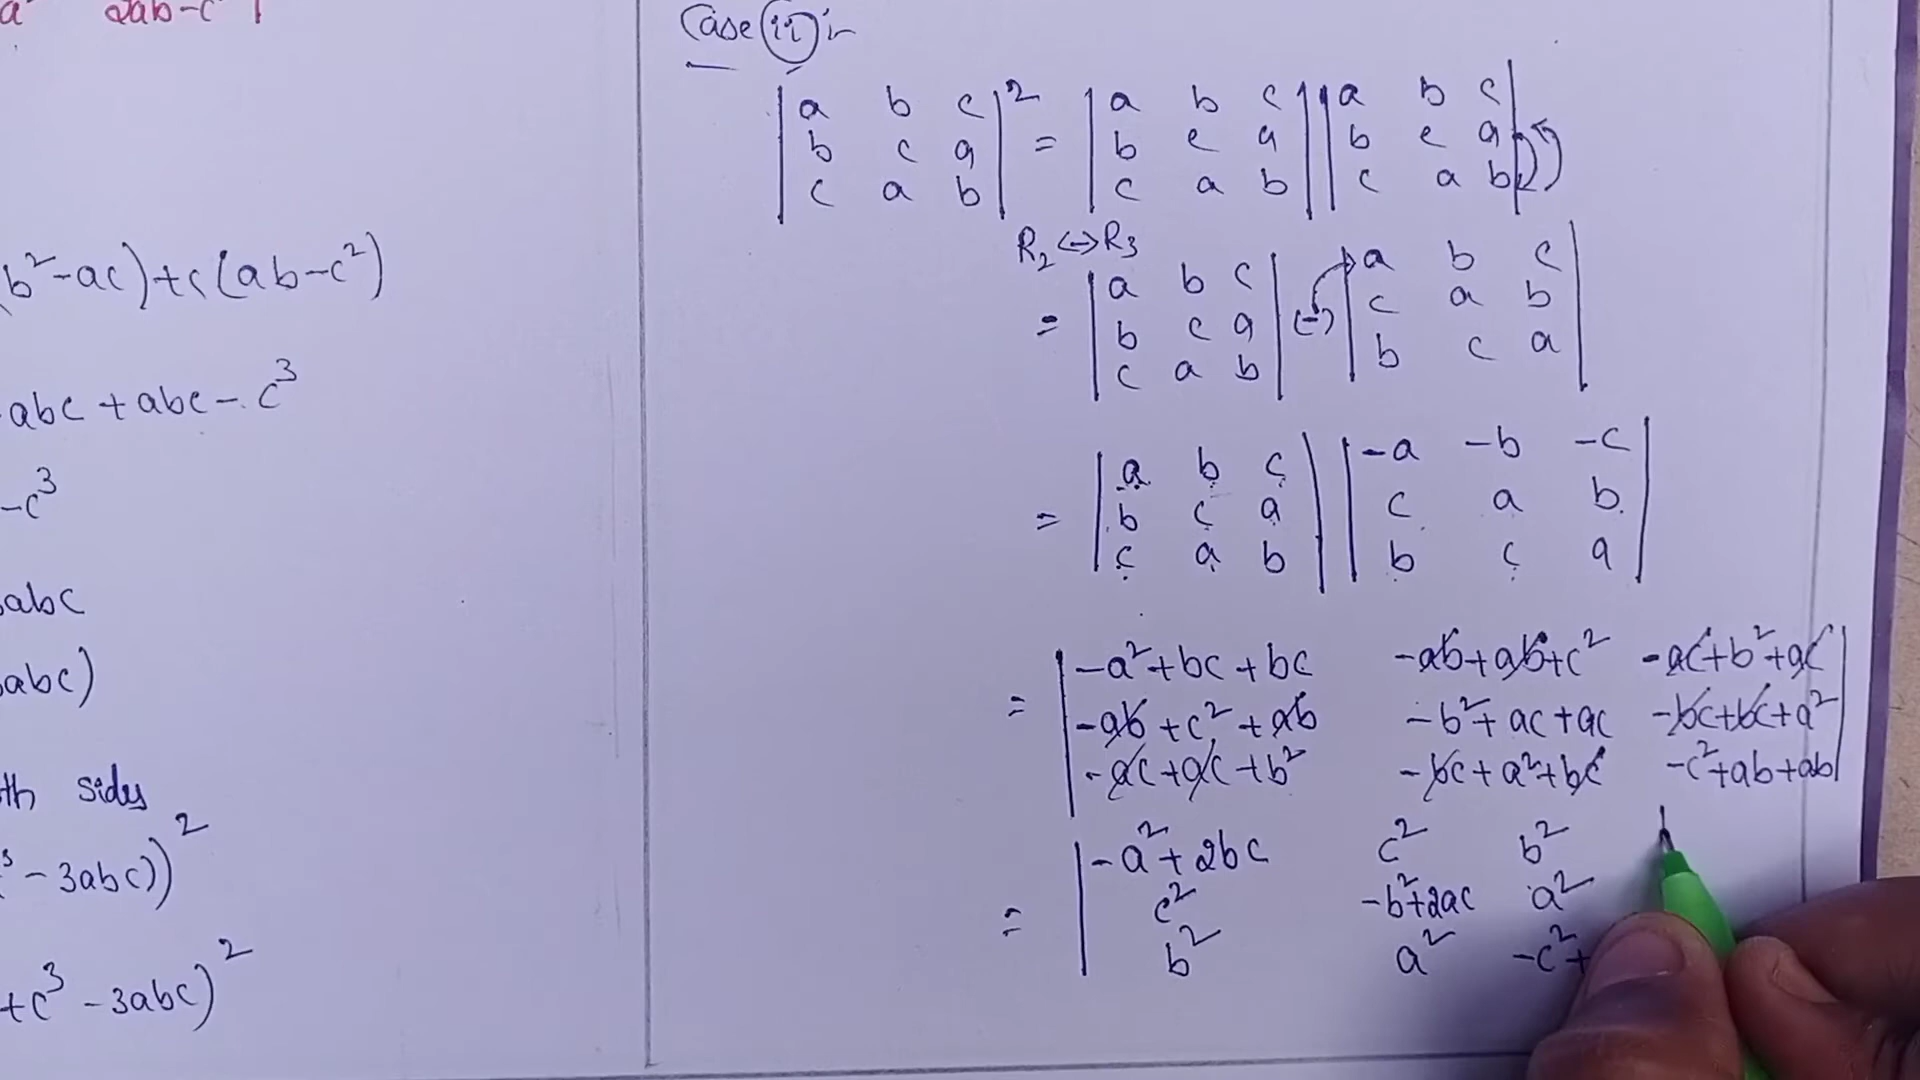 a 2ab-c² |
b²-ac)+c(ab-c²)
abc + abc - c³
-c³
abc
abc)
th sides
- 3abc))²
+c³ - 3abc)²
Case (ii) :-
|a b c|² = |a b c| |a b c|
|b c a| |b c a| |b c a|
|c a b| |c a b| |c a b|
R₂ <-> R₃
= |a b c| (-) |a b c|
|b c a| |c a b|
|c a b| |b c a|
= |a b c| |-a -b -c|
|b c a| |c a b|
|c a b| |b c a|
= |-a²+bc+bc -ab+ab+c² -ac+b²+ac|
|-ab+c²+ab -b²+ac+ac -bc+bc+a²|
|-ac+ac+b² -bc+a²+bc -c²+ab+ab|
= |-a²+2bc c² b² |
|c² -b²+2ac a²
|b² a² -c²+